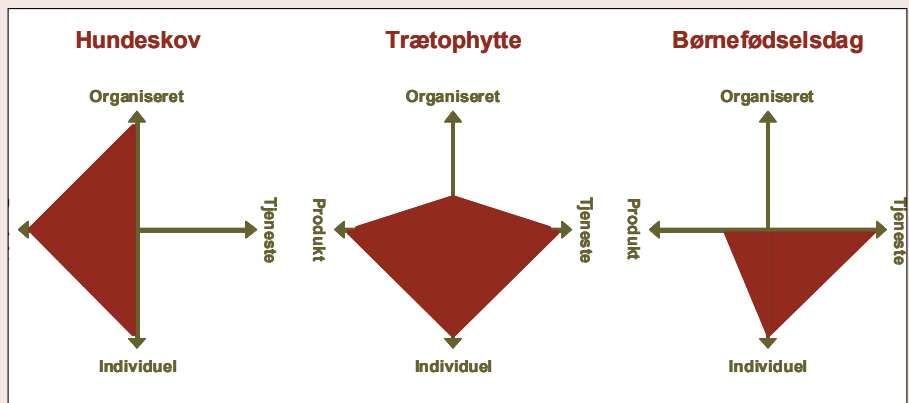 Hundeskov
Trætophytte
Børnefødselsdag
Organiseret
Organiseret
Organiseret
Tjeneste
Produkt
Tjeneste
Produkt
Tjeneste
Individuel
Individuel
Individuel